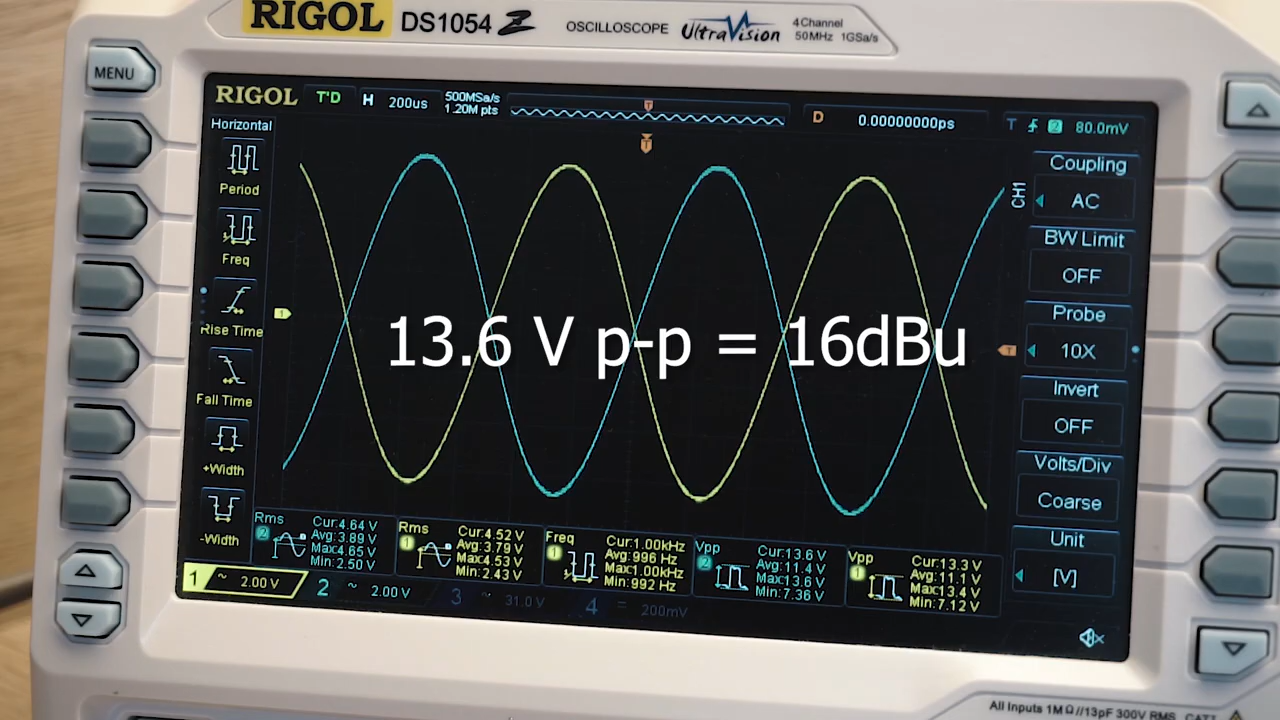 RIGOL DS1054 Z OSCILLOSCOPE UltraVision 4 Channel
50MHz 1GSa/s
MENU
RIGOL T'D H 200us 500MSa/s
1.20M pts
D 0.00000000ps
T 2 80.0mV
Horizontal
Period
Freq
Rise Time
Fall Time
+Width
-Width
CH1
Coupling
AC
BW Limit
OFF
Probe
10X
Invert
OFF
Volts/Div
Coarse
Unit
[V]
13.6 V p-p = 16dBu
Rms
2
Cur:4.64 V
Avg:3.89 V
Max:4.65 V
Min:2.50 V
Rms
1
Cur:4.52 V
Avg:3.79 V
Max:4.53 V
Min:2.43 V
Freq
1
Cur:1.00kHz
Avg:996 Hz
Max:1.00kHz
Min:992 Hz
Vpp
2
Cur:13.6 V
Avg:11.4 V
Max:13.6 V
Min:7.36 V
Vpp
1
Cur:13.3 V
Avg:11.1 V
Max:13.4 V
Min:7.12 V
1 ~ 2.00 V
2 ~ 2.00 V
3 ~ 31.0 V
4 = 200mV
All Inputs 1MΩ//13pF 300V RMS